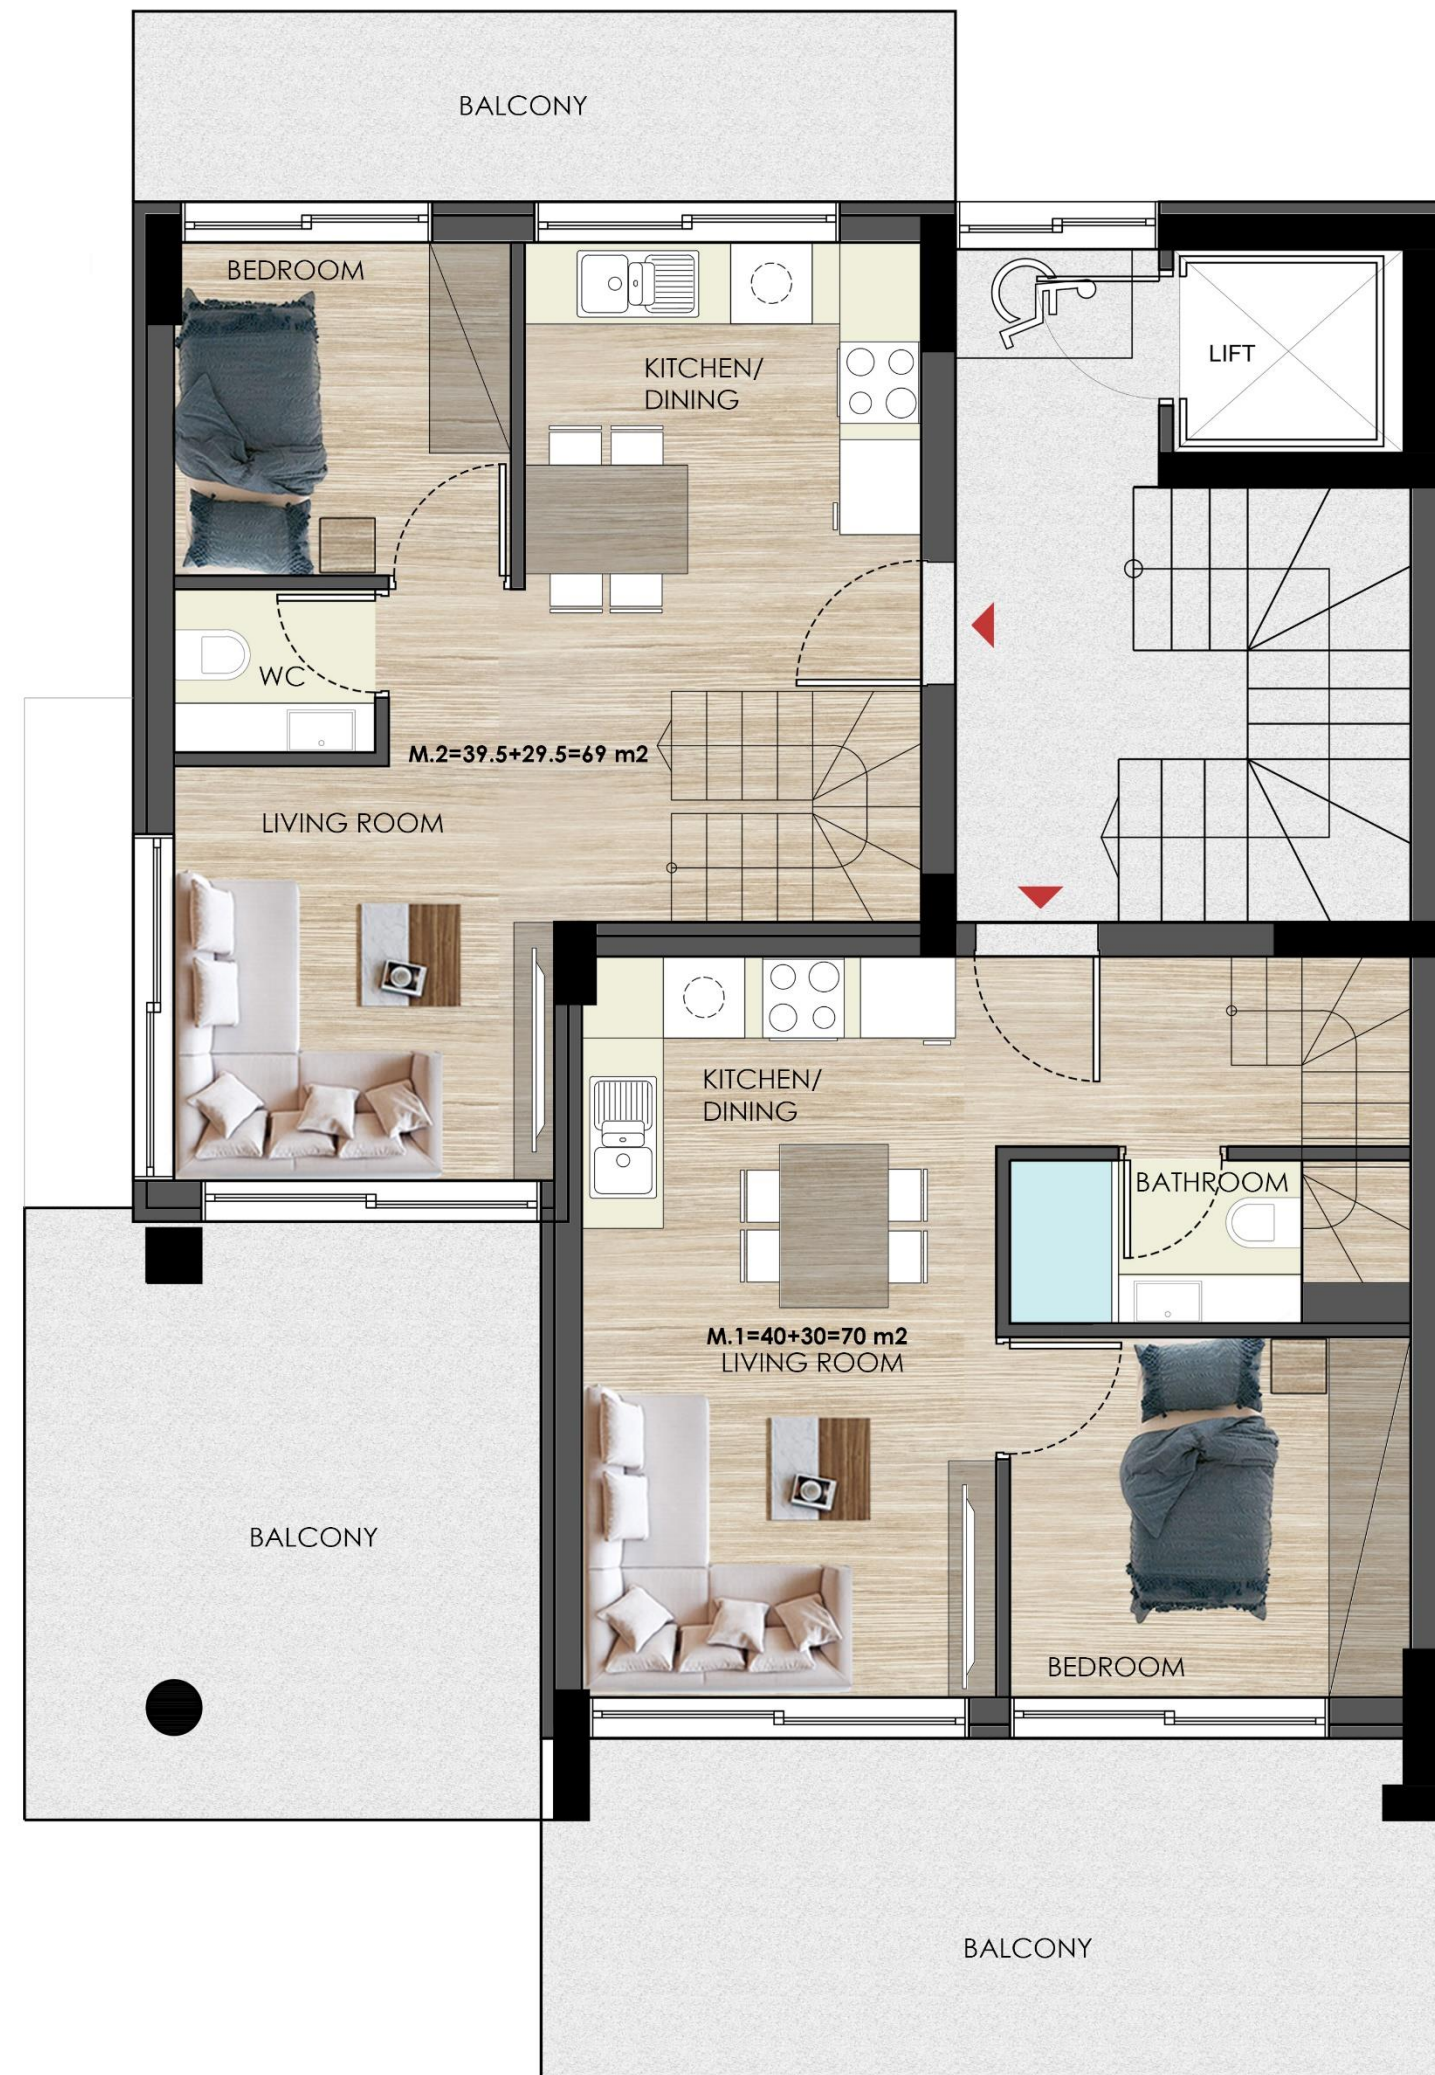 BALCONY
BEDROOM
KITCHEN/
DINING
LIFT
WC
M.2=39.5+29.5=69 m2
LIVING ROOM
KITCHEN/
DINING
BATHROOM
M.1=40+30=70 m2
LIVING ROOM
BALCONY
BEDROOM
BALCONY